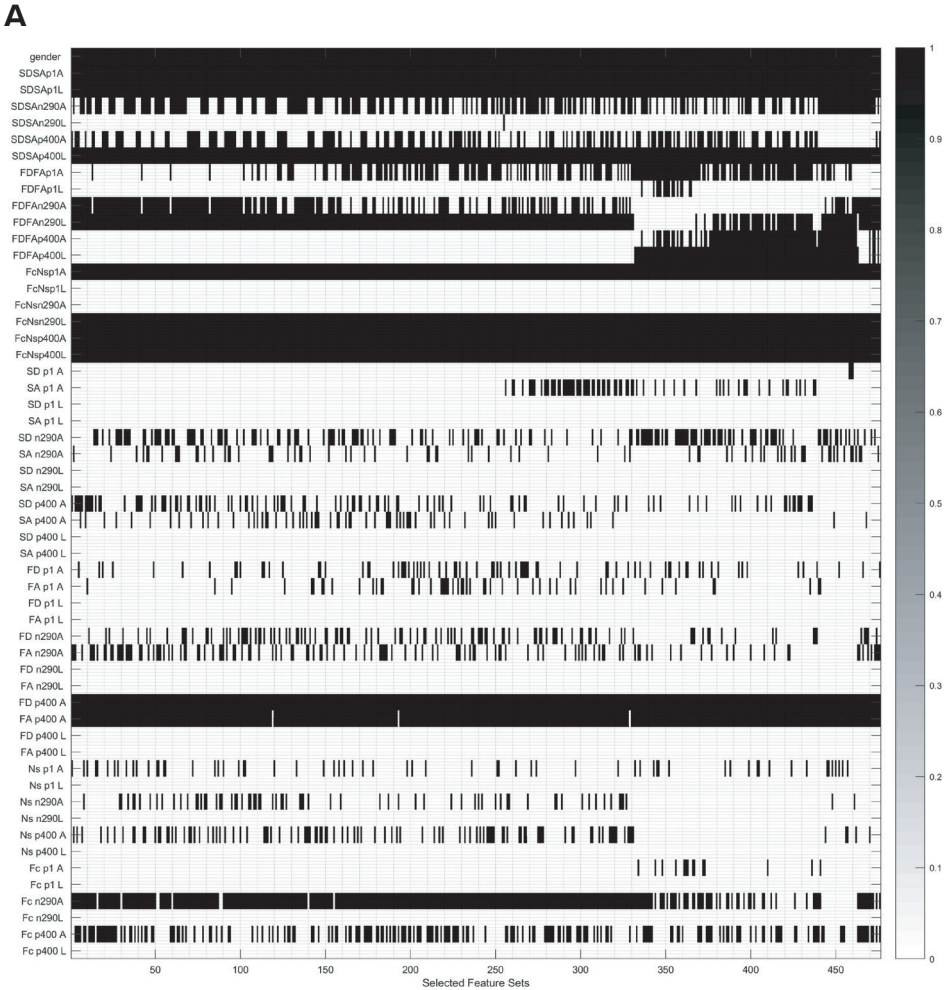 A
gender
SDSAp1A
SDSAp1L
SDSAn290A
SDSAn290L
SDSAp400A
SDSAp400L
FDFAp1A
FDFAp1L
FDFAn290A
FDFAn290L
FDFAp400A
FDFAp400L
FcNsp1A
FcNsp1L
FcNsn290A
FcNsn290L
FcNsp400A
FcNsp400L
SD p1 A
SA p1 A
SD p1 L
SA p1 L
SD n290A
SA n290A
SD n290L
SA n290L
SD p400 A
SA p400 A
SD p400 L
SA p400 L
FD p1 A
FA p1 A
FD p1 L
FA p1 L
FD n290A
FA n290A
FD n290L
FA n290L
FD p400 A
FA p400 A
FD p400 L
FA p400 L
Ns p1 A
Ns p1 L
Ns n290A
Ns n290L
Ns p400 A
Ns p400 L
Fc p1 A
Fc p1 L
Fc n290A
Fc n290L
Fc p400 A
Fc p400 L
50 100 150 200 250 300 350 400 450
Selected Feature Sets
1
0.9
0.8
0.7
0.6
0.5
0.4
0.3
0.2
0.1
0